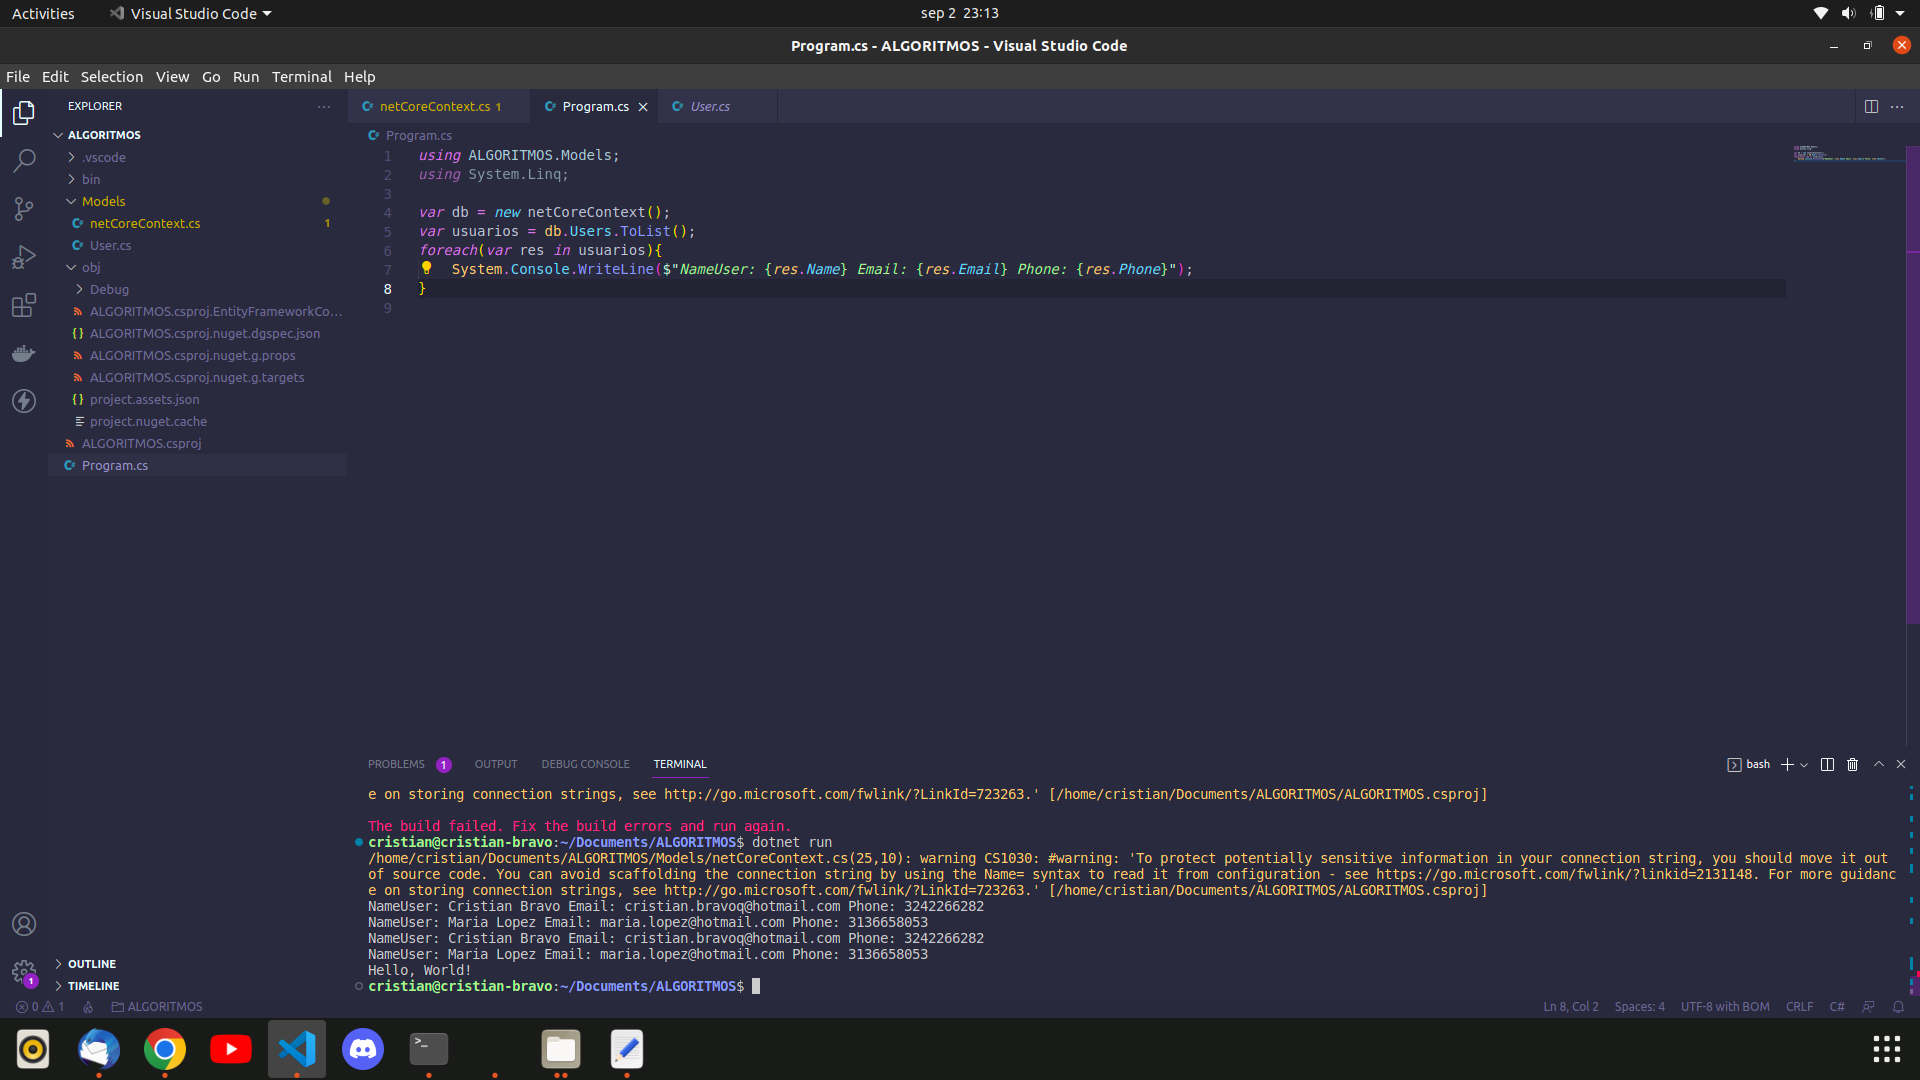 Activities
Visual Studio Code
sep 2 23:13
Program.cs - ALGORITMOS - Visual Studio Code
File Edit Selection View Go Run Terminal Help
EXPLORER
ALGORITMOS
.vscode
bin
Models
netCoreContext.cs 1
User.cs
obj
Debug
ALGORITMOS.csproj.EntityFrameworkCo...
ALGORITMOS.csproj.nuget.dgspec.json
ALGORITMOS.csproj.nuget.g.props
ALGORITMOS.csproj.nuget.g.targets
project.assets.json
project.nuget.cache
ALGORITMOS.csproj
Program.cs
OUTLINE
TIMELINE
netCoreContext.cs 1
Program.cs
User.cs
Program.cs
1 using ALGORITMOS.Models;
2 using System.Linq;
3
4 var db = new netCoreContext();
5 var usuarios = db.Users.ToList();
6 foreach(var res in usuarios){
7 System.Console.WriteLine($"NameUser: {res.Name} Email: {res.Email} Phone: {res.Phone}");
8 }
9
PROBLEMS 1 OUTPUT DEBUG CONSOLE TERMINAL
bash
e on storing connection strings, see http://go.microsoft.com/fwlink/?LinkId=723263.' [/home/cristian/Documents/ALGORITMOS/ALGORITMOS.csproj]
The build failed. Fix the build errors and run again.
cristian@cristian-bravo:~/Documents/ALGORITMOS$ dotnet run
/home/cristian/Documents/ALGORITMOS/Models/netCoreContext.cs(25,10): warning CS1030: #warning: 'To protect potentially sensitive information in your connection string, you should move it out
of source code. You can avoid scaffolding the connection string by using the Name= syntax to read it from configuration - see https://go.microsoft.com/fwlink/?linkid=2131148. For more guidanc
e on storing connection strings, see http://go.microsoft.com/fwlink/?LinkId=723263.' [/home/cristian/Documents/ALGORITMOS/ALGORITMOS.csproj]
NameUser: Cristian Bravo Email: cristian.bravoq@hotmail.com Phone: 3242266282
NameUser: Maria Lopez Email: maria.lopez@hotmail.com Phone: 3136658053
NameUser: Cristian Bravo Email: cristian.bravoq@hotmail.com Phone: 3242266282
NameUser: Maria Lopez Email: maria.lopez@hotmail.com Phone: 3136658053
Hello, World!
cristian@cristian-bravo:~/Documents/ALGORITMOS$
1
0 1 ALGORITMOS
Ln 8, Col 2 Spaces: 4 UTF-8 with BOM CRLF C#